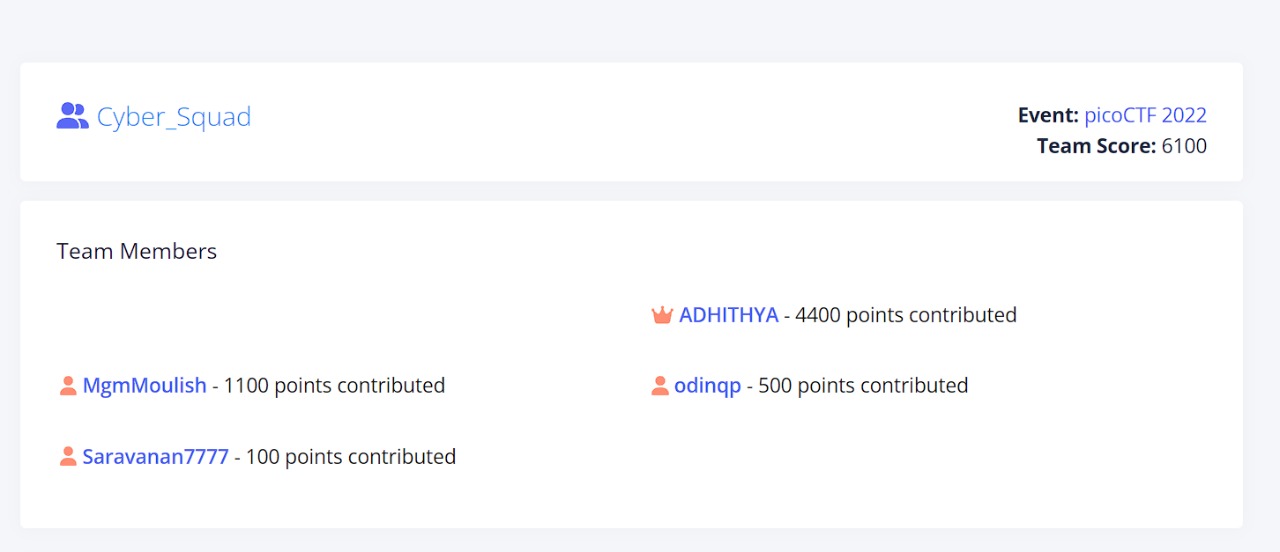 Cyber_Squad
Event: picoCTF 2022
Team Score: 6100
Team Members
ADHITHYA - 4400 points contributed
MgmMoulish - 1100 points contributed
odinqp - 500 points contributed
Saravanan7777 - 100 points contributed